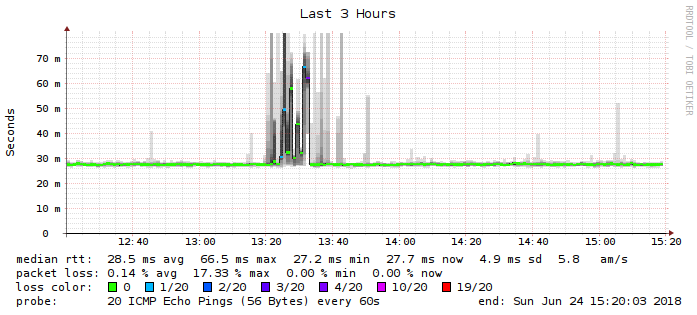 Last 3 Hours
RRDTOOL / TOBI OETIKER
Seconds
70 m
60 m
50 m
40 m
30 m
20 m
10 m
0
12:40 13:00 13:20 13:40 14:00 14:20 14:40 15:00 15:20
median rtt: 28.5 ms avg 66.5 ms max 27.2 ms min 27.7 ms now 4.9 ms sd 5.8 am/s
packet loss: 0.14 % avg 17.33 % max 0.00 % min 0.00 % now
loss color: 0 1/20 2/20 3/20 4/20 10/20 19/20
probe: 20 ICMP Echo Pings (56 Bytes) every 60s end: Sun Jun 24 15:20:03 2018